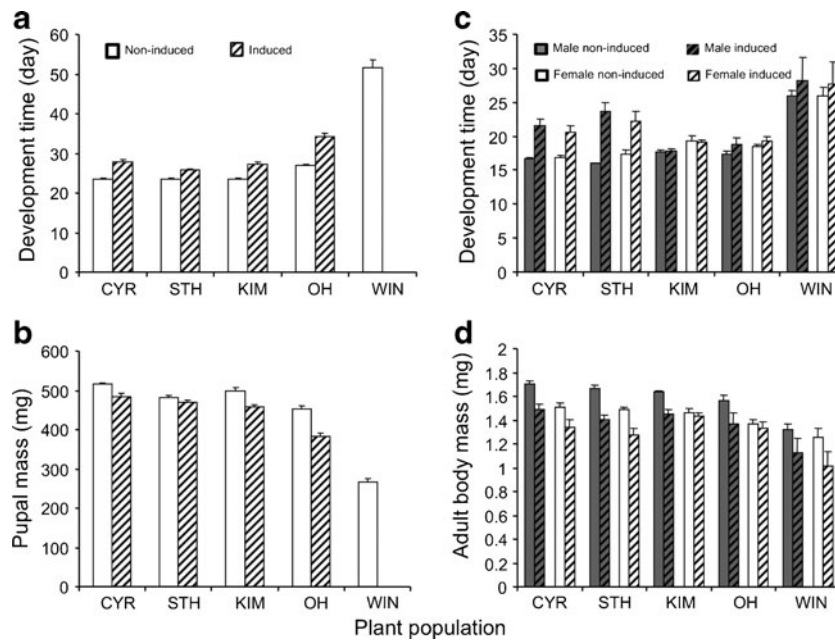 a
Development time (day)
60
50
40
30
20
10
0
Non-induced
Induced
CYR STH KIM OH WIN
b
Pupal mass (mg)
600
500
400
300
200
100
0
CYR STH KIM OH WIN
c
Development time (day)
40
35
30
25
20
15
10
5
0
Male non-induced
Male induced
Female non-induced
Female induced
CYR STH KIM OH WIN
d
Adult body mass (mg)
2
1.8
1.6
1.4
1.2
1
0.8
0.6
0.4
0.2
0
CYR STH KIM OH WIN
Plant population